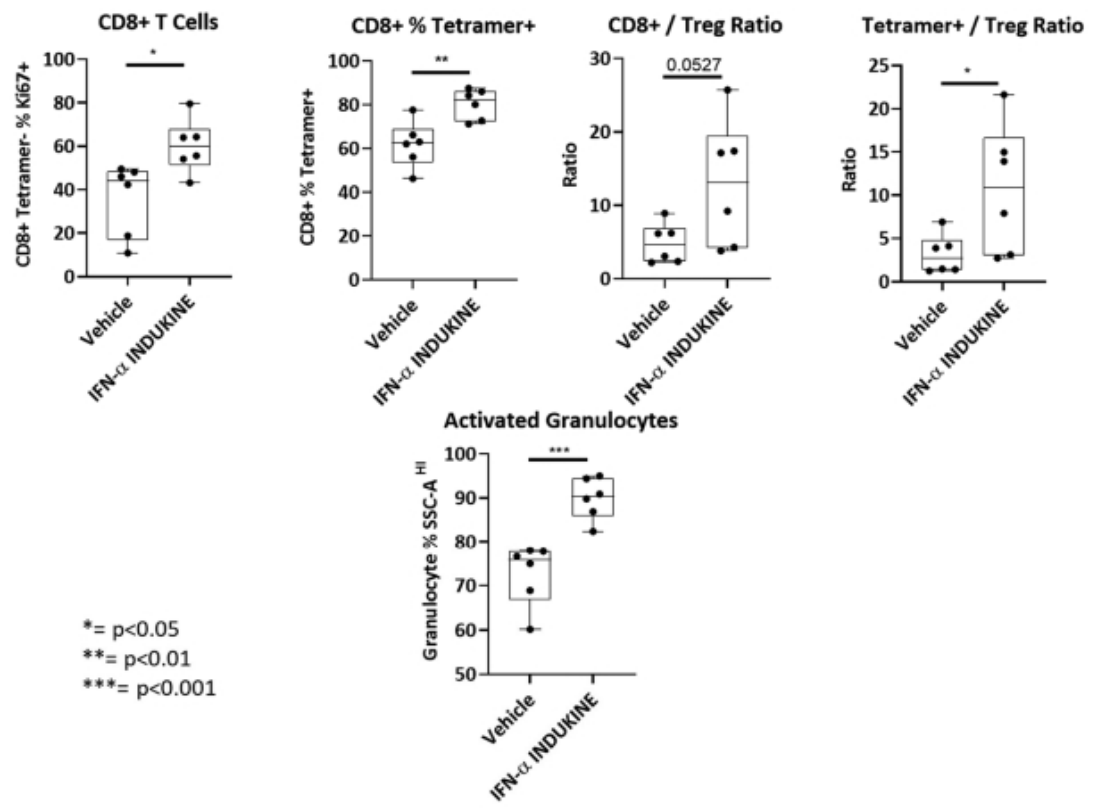 CD8+ T Cells
CD8+ Tetramer- % Ki67+
100
80
60
40
20
0
*
Vehicle
IFN-α INDUKINE
CD8+ % Tetramer+
CD8+ % Tetramer+
100
80
60
40
20
0
**
Vehicle
IFN-α INDUKINE
CD8+ / Treg Ratio
Ratio
30
20
10
0
0.0527
Vehicle
IFN-α INDUKINE
Tetramer+ / Treg Ratio
Ratio
25
20
15
10
5
0
*
Vehicle
IFN-α INDUKINE
Activated Granulocytes
Granulocyte % SSC-A HI
100
90
80
70
60
50
***
Vehicle
IFN-α INDUKINE
*= p<0.05
**= p<0.01
***= p<0.001